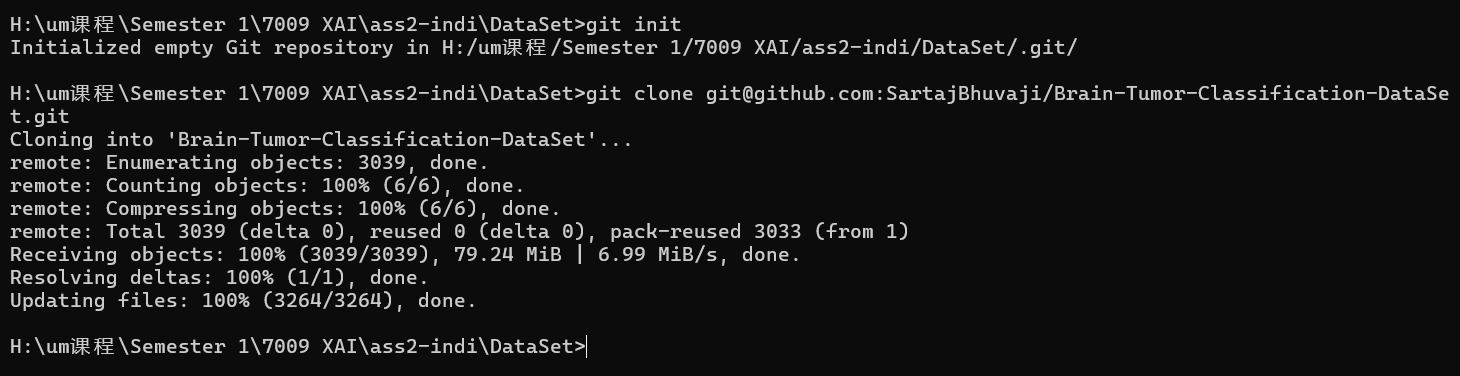 H:\um课程\Semester 1\7009 XAI\ass2-indi\DataSet>git init
Initialized empty Git repository in H:/um课程/Semester 1/7009 XAI/ass2-indi/DataSet/.git/
H:\um课程\Semester 1\7009 XAI\ass2-indi\DataSet>git clone git@github.com:SartajBhuvaji/Brain-Tumor-Classification-DataSe
t.git
Cloning into 'Brain-Tumor-Classification-DataSet'...
remote: Enumerating objects: 3039, done.
remote: Counting objects: 100% (6/6), done.
remote: Compressing objects: 100% (6/6), done.
remote: Total 3039 (delta 0), reused 0 (delta 0), pack-reused 3033 (from 1)
Receiving objects: 100% (3039/3039), 79.24 MiB | 6.99 MiB/s, done.
Resolving deltas: 100% (1/1), done.
Updating files: 100% (3264/3264), done.
H:\um课程\Semester 1\7009 XAI\ass2-indi\DataSet>